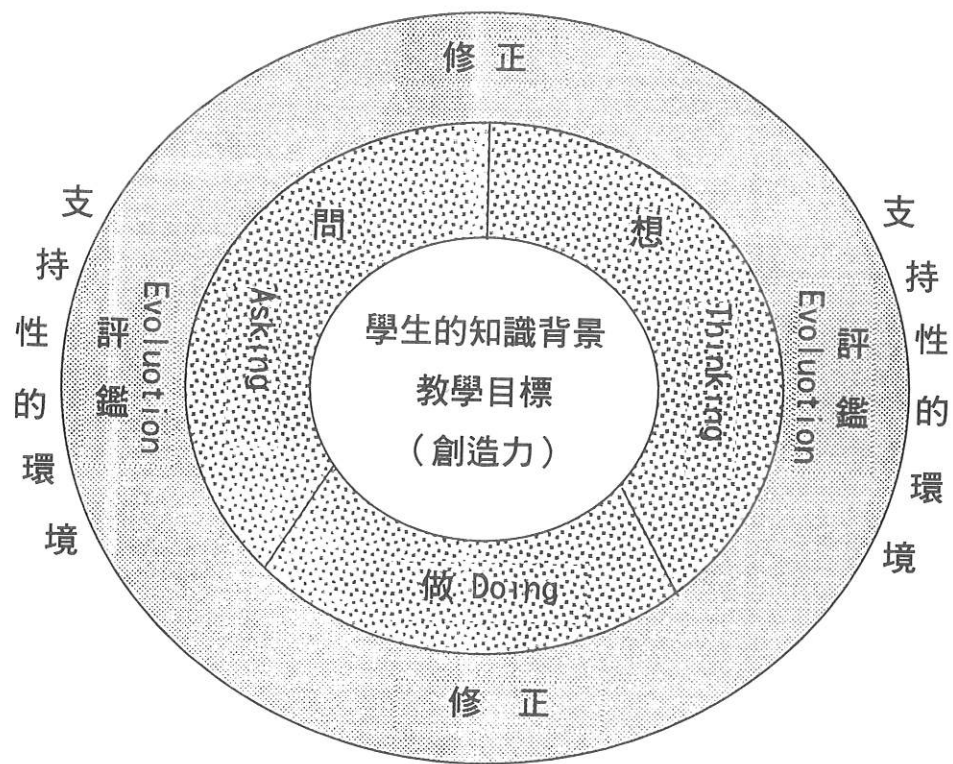 修正
支持性的環境
評鑑
Evoluotion
問
Asking
想
Thinking
學生的知識背景
教學目標
(創造力)
做 Doing
Evoluotion
評鑑
支持性的環境
修正